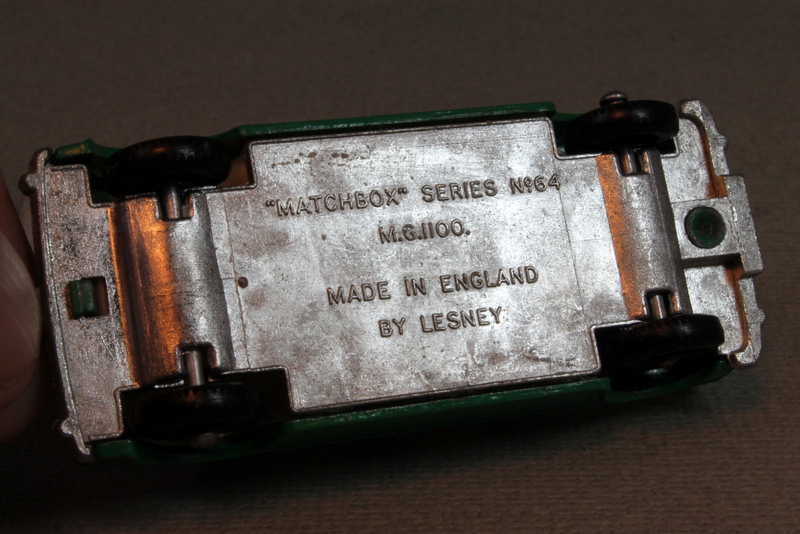 "MATCHBOX" SERIES Nº64
M.G.1100.
MADE IN ENGLAND
BY LESNEY